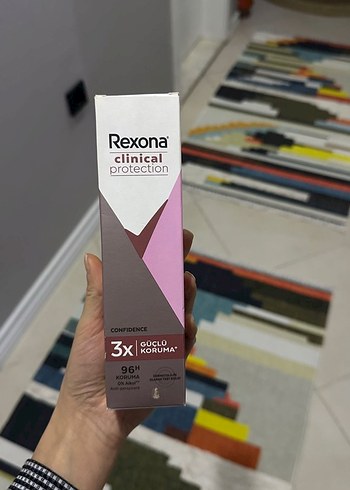 Rexona
clinical
protection
CONFIDENCE
3x GÜÇLÜ
KORUMA*
96H
KORUMA